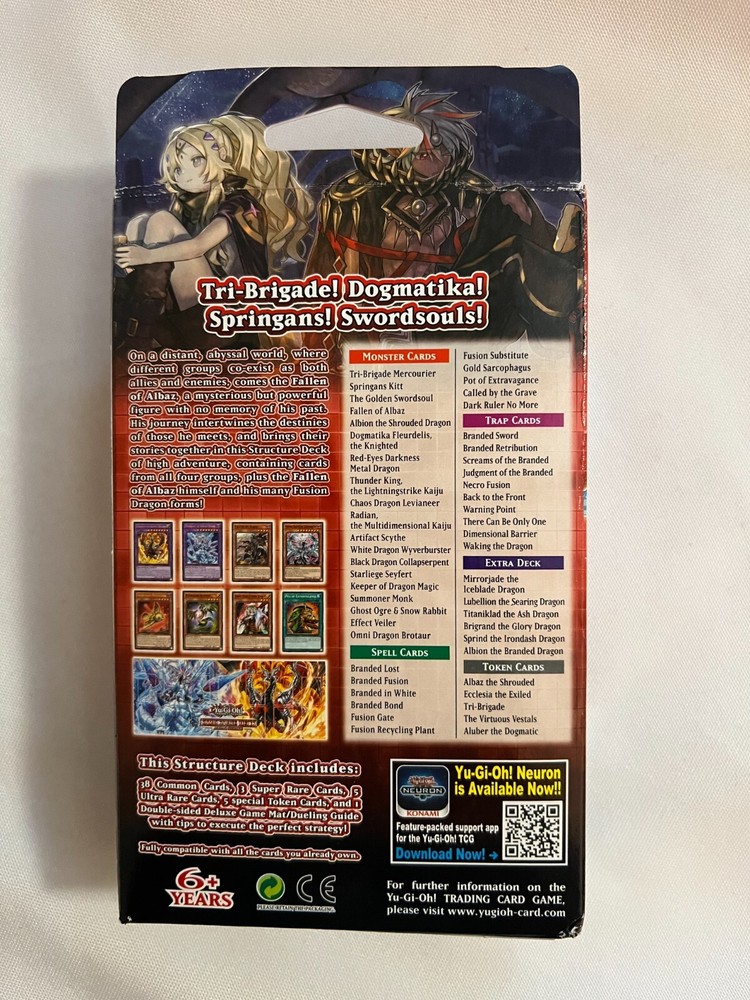 Tri-Brigade! Dogmatika!
Springans! Swordsouls!
On a distant, abyssal world, where
different groups co-exist as both
allies and enemies, comes the Fallen
of Albaz, a mysterious but powerful
figure with no memory of his past.
His journey intertwines the destinies
of those he meets, and brings their
stories together in this Structure Deck
of high adventure, containing cards
from all four groups, plus the Fallen
of Albaz himself and his many Fusion
Dragon forms!
MONSTER CARDS
Tri-Brigade Mercourier
Springans Kitt
The Golden Swordsoul
Fallen of Albaz
Albion the Shrouded Dragon
Dogmatika Fleurdelis,
the Knighted
Red-Eyes Darkness
Metal Dragon
Thunder King,
the Lightningstrike Kaiju
Chaos Dragon Levianeer
Radian,
the Multidimensional Kaiju
Artifact Scythe
White Dragon Wyverburster
Black Dragon Collapserpent
Starliege Seyfert
Keeper of Dragon Magic
Summoner Monk
Ghost Ogre & Snow Rabbit
Effect Veiler
Omni Dragon Brotaur
SPELL CARDS
Branded Lost
Branded Fusion
Branded in White
Branded Bond
Fusion Gate
Fusion Recycling Plant
Fusion Substitute
Gold Sarcophagus
Pot of Extravagance
Called by the Grave
Dark Ruler No More
TRAP CARDS
Branded Sword
Branded Retribution
Screams of the Branded
Judgment of the Branded
Necro Fusion
Back to the Front
Warning Point
There Can Be Only One
Dimensional Barrier
Waking the Dragon
EXTRA DECK
Mirrorjade the
Iceblade Dragon
Lubellion the Searing Dragon
Titaniklad the Ash Dragon
Brigrand the Glory Dragon
Sprind the Irondash Dragon
Albion the Branded Dragon
TOKEN CARDS
Albaz the Shrouded
Ecclesia the Exiled
Tri-Brigade
The Virtuous Vestals
Aluber the Dogmatic
Yu-Gi-Oh!
This Structure Deck includes:
38 Common Cards, 3 Super Rare Cards, 5
Ultra Rare Cards, 5 special Token Cards, and 1
Double-sided Deluxe Game Mat/Dueling Guide
with tips to execute the perfect strategy!
Fully compatible with all the cards you already own.
6+
YEARS
PLEASE RETAIN THE PACKAGING.
CE
Yu-Gi-Oh!
NEURON
KONAMI
Yu-Gi-Oh! Neuron
is Available Now!!
Feature-packed support app
for the Yu-Gi-Oh! TCG
Download Now! →
For further information on the
Yu-Gi-Oh! TRADING CARD GAME,
please visit www.yugioh-card.com